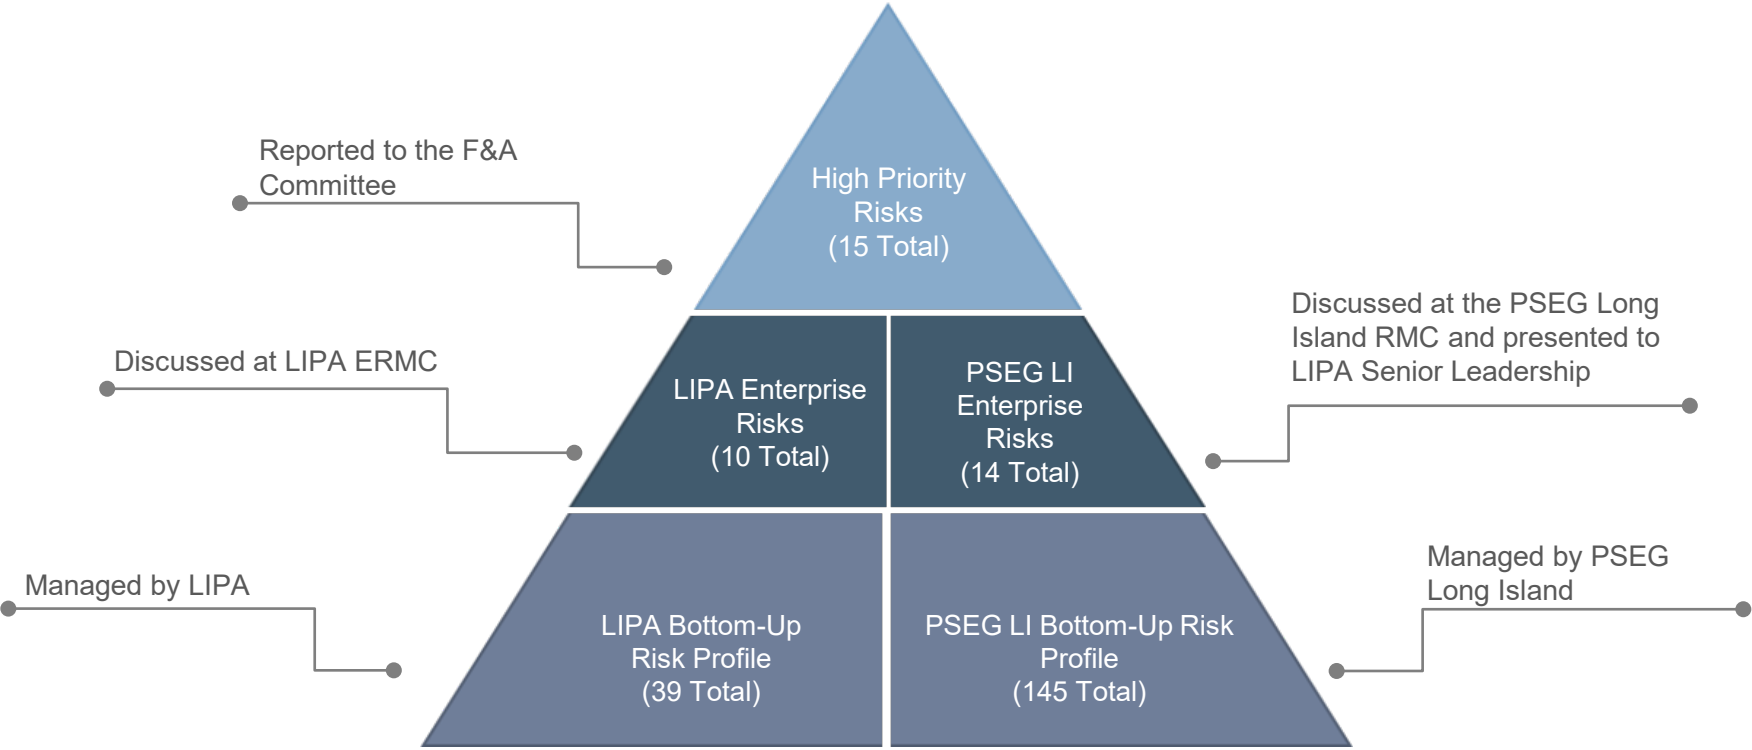 Reported to the F&A
Committee
High Priority
Risks
(15 Total)
Discussed at LIPA ERMC
LIPA Enterprise
Risks
(10 Total)
PSEG LI
Enterprise
Risks
(14 Total)
Discussed at the PSEG Long
Island RMC and presented to
LIPA Senior Leadership
Managed by LIPA
LIPA Bottom-Up
Risk Profile
(39 Total)
PSEG LI Bottom-Up Risk
Profile
(145 Total)
Managed by PSEG
Long Island